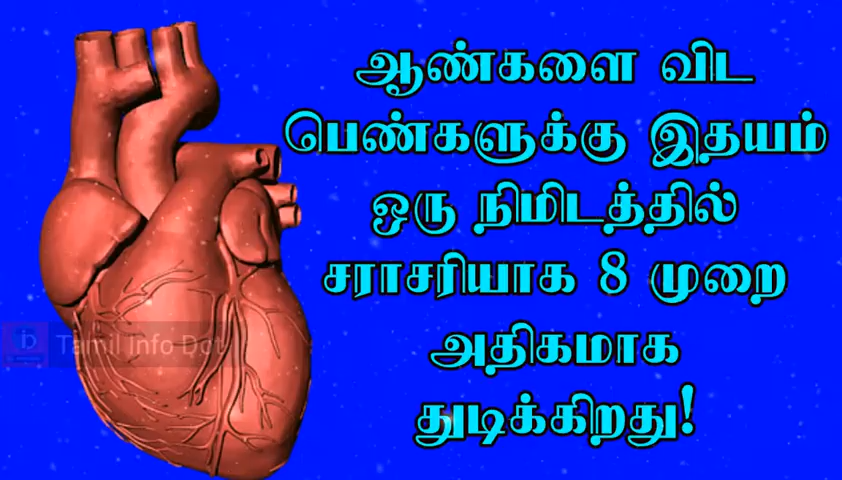 ஆண்களை விட
பெண்களுக்கு இதயம்
ஒரு நிமிடத்தில்
சராசரியாக 8 முறை
அதிகமாக
துடிக்கிறது!
Tamil Info Dot